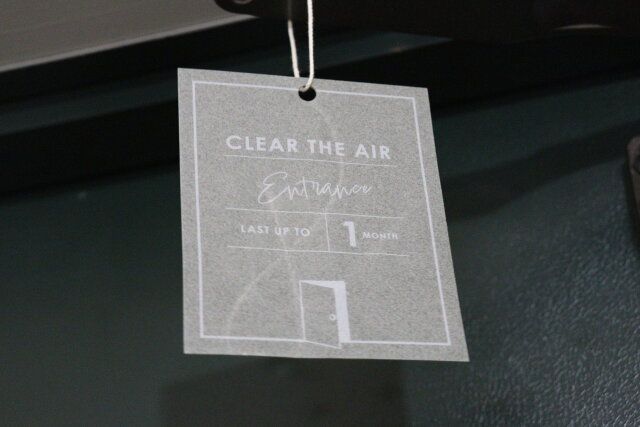 CLEAR THE AIR
Entrance
LAST UP TO 1 MONTH